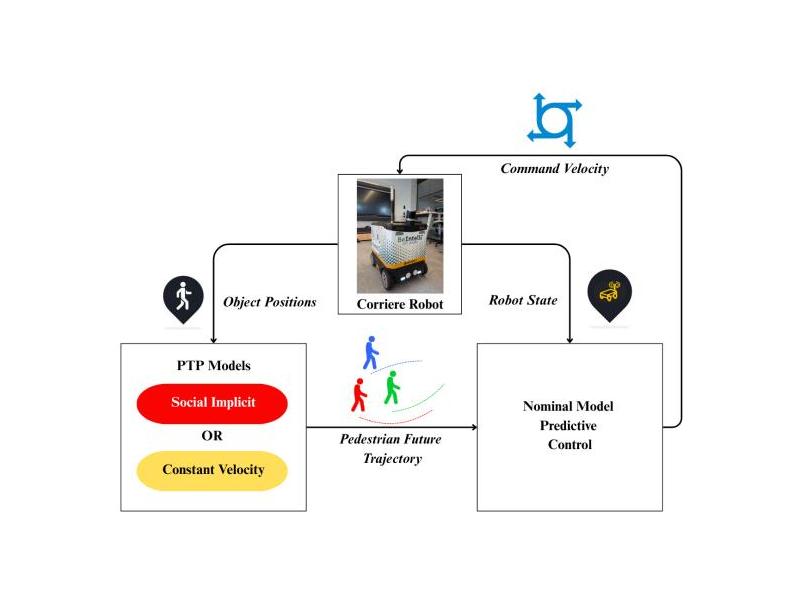 Command Velocity
BeIntelli
Corriere Robot
Object Positions
Robot State
PTP Models
Social Implicit
OR
Constant Velocity
Pedestrian Future
Trajectory
Nominal Model
Predictive
Control